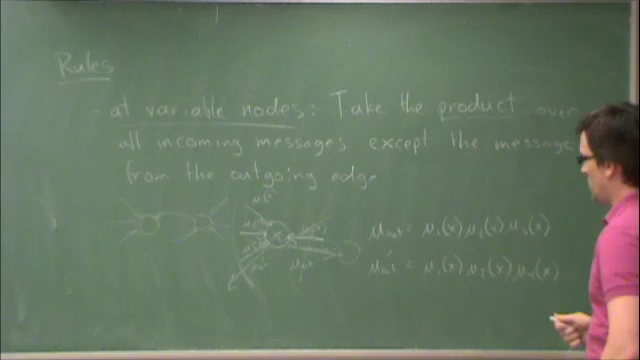 Rules
- at variable nodes: Take the product over
all incoming messages except the message
from the outgoing edge
μout = μ1(x) μ2(x) μ3(x)
μ'out = μ1(x) μ2(x) μ4(x)
X